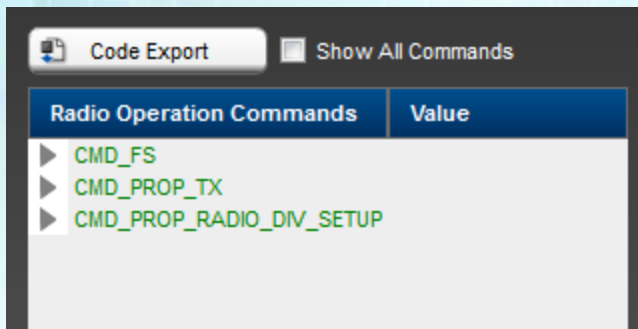 Code Export Show All Commands
Radio Operation Commands Value
CMD_FS
CMD_PROP_TX
CMD_PROP_RADIO_DIV_SETUP